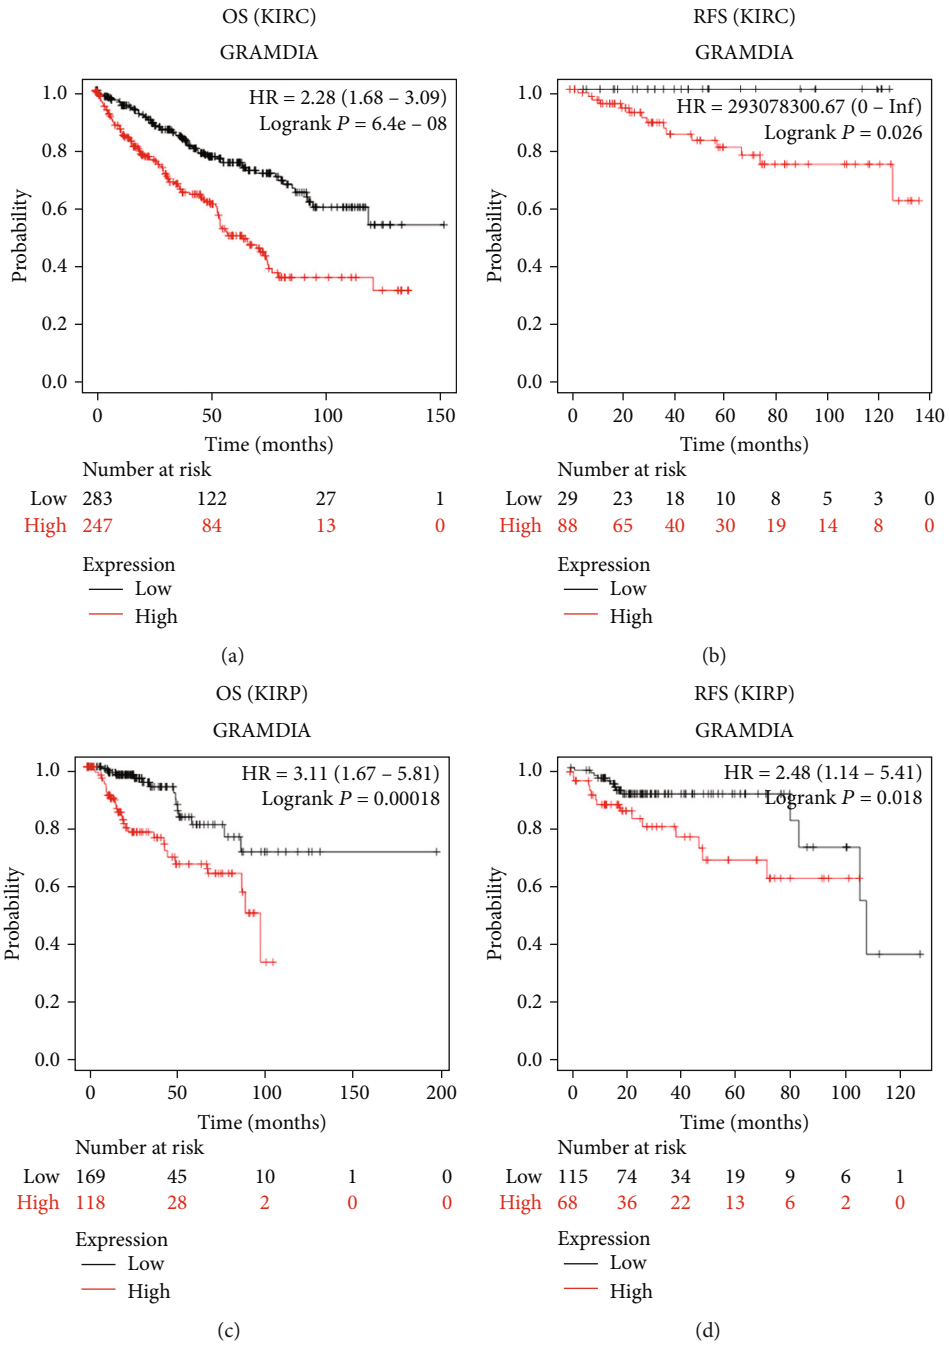 OS (KIRC)
GRAMDIA
HR = 2.28 (1.68 – 3.09)
Logrank P = 6.4e – 08
Probability
1.0
0.8
0.6
0.4
0.2
0.0
0 50 100 150
Time (months)
Number at risk
Low 283 122 27 1
High 247 84 13 0
Expression
Low
High
(a)
RFS (KIRC)
GRAMDIA
HR = 293078300.67 (0 – Inf)
Logrank P = 0.026
Probability
1.0
0.8
0.6
0.4
0.2
0.0
0 20 40 60 80 100 120 140
Time (months)
Number at risk
Low 29 23 18 10 8 5 3 0
High 88 65 40 30 19 14 8 0
Expression
Low
High
(b)
OS (KIRP)
GRAMDIA
HR = 3.11 (1.67 – 5.81)
Logrank P = 0.00018
Probability
1.0
0.8
0.6
0.4
0.2
0.0
0 50 100 150 200
Time (months)
Number at risk
Low 169 45 10 1 0
High 118 28 2 0 0
Expression
Low
High
(c)
RFS (KIRP)
GRAMDIA
HR = 2.48 (1.14 – 5.41)
Logrank P = 0.018
Probability
1.0
0.8
0.6
0.4
0.2
0.0
0 20 40 60 80 100 120
Time (months)
Number at risk
Low 115 74 34 19 9 6 1
High 68 36 22 13 6 2 0
Expression
Low
High
(d)